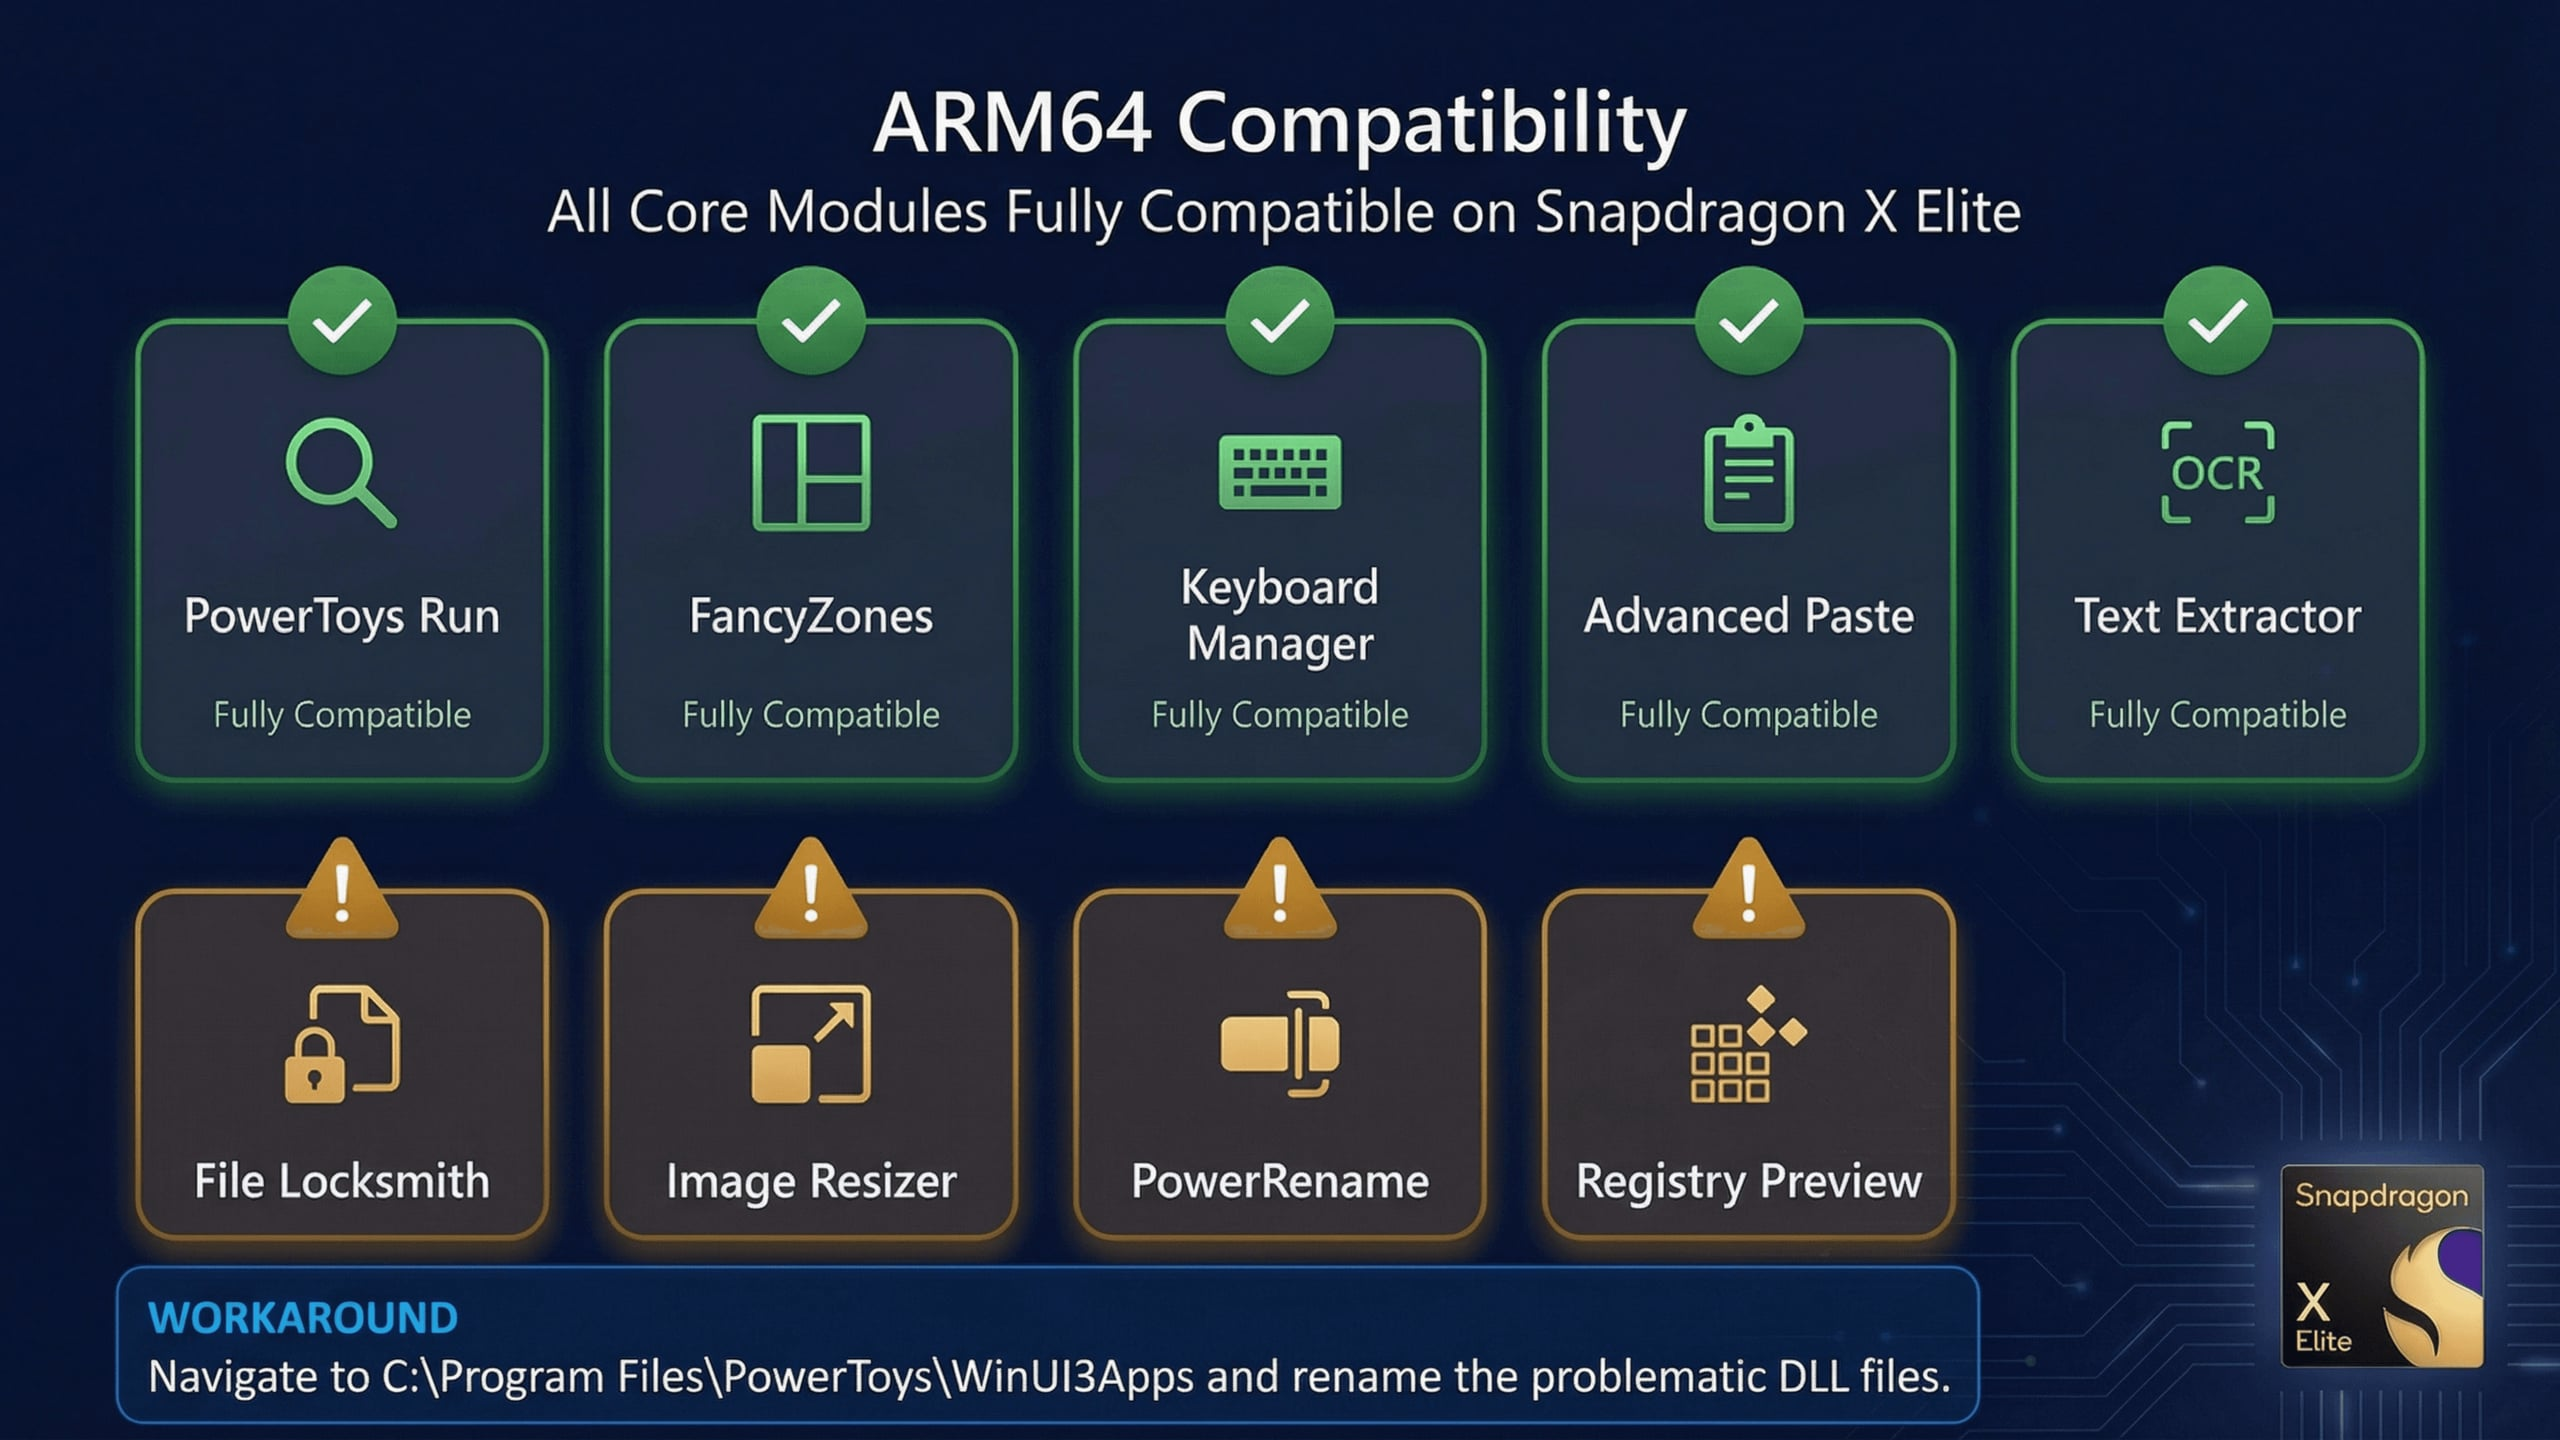 ARM64 Compatibility
All Core Modules Fully Compatible on Snapdragon X Elite
PowerToys Run
Fully Compatible
FancyZones
Fully Compatible
Keyboard
Manager
Fully Compatible
Advanced Paste
Fully Compatible
OCR
Text Extractor
Fully Compatible
!
File Locksmith
!
Image Resizer
!
PowerRename
!
Registry Preview
WORKAROUND
Navigate to C:\Program Files\PowerToys\WinUI3Apps and rename the problematic DLL files.
Snapdragon
X
Elite